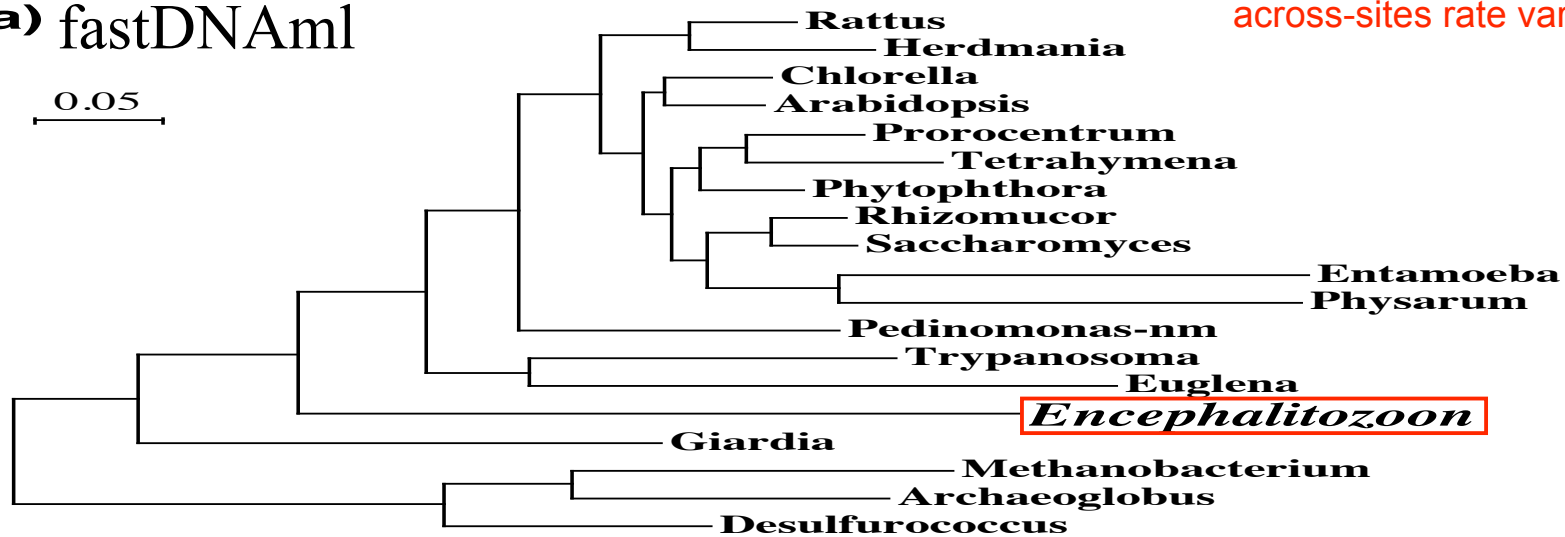 a) fastDNAml
across-sites rate
0.05
Rattus
Herdmania
Chlorella
Arabidopsis
Prorocentrum
Tetrahymena
Phytophthora
Rhizomucor
Saccharomyces
Entamoeba
Physarum
Pedinomonas-nm
Trypanosoma
Euglena
Encephalitozoon
Giardia
Methanobacterium
Archaeoglobus
Desulfurococcus